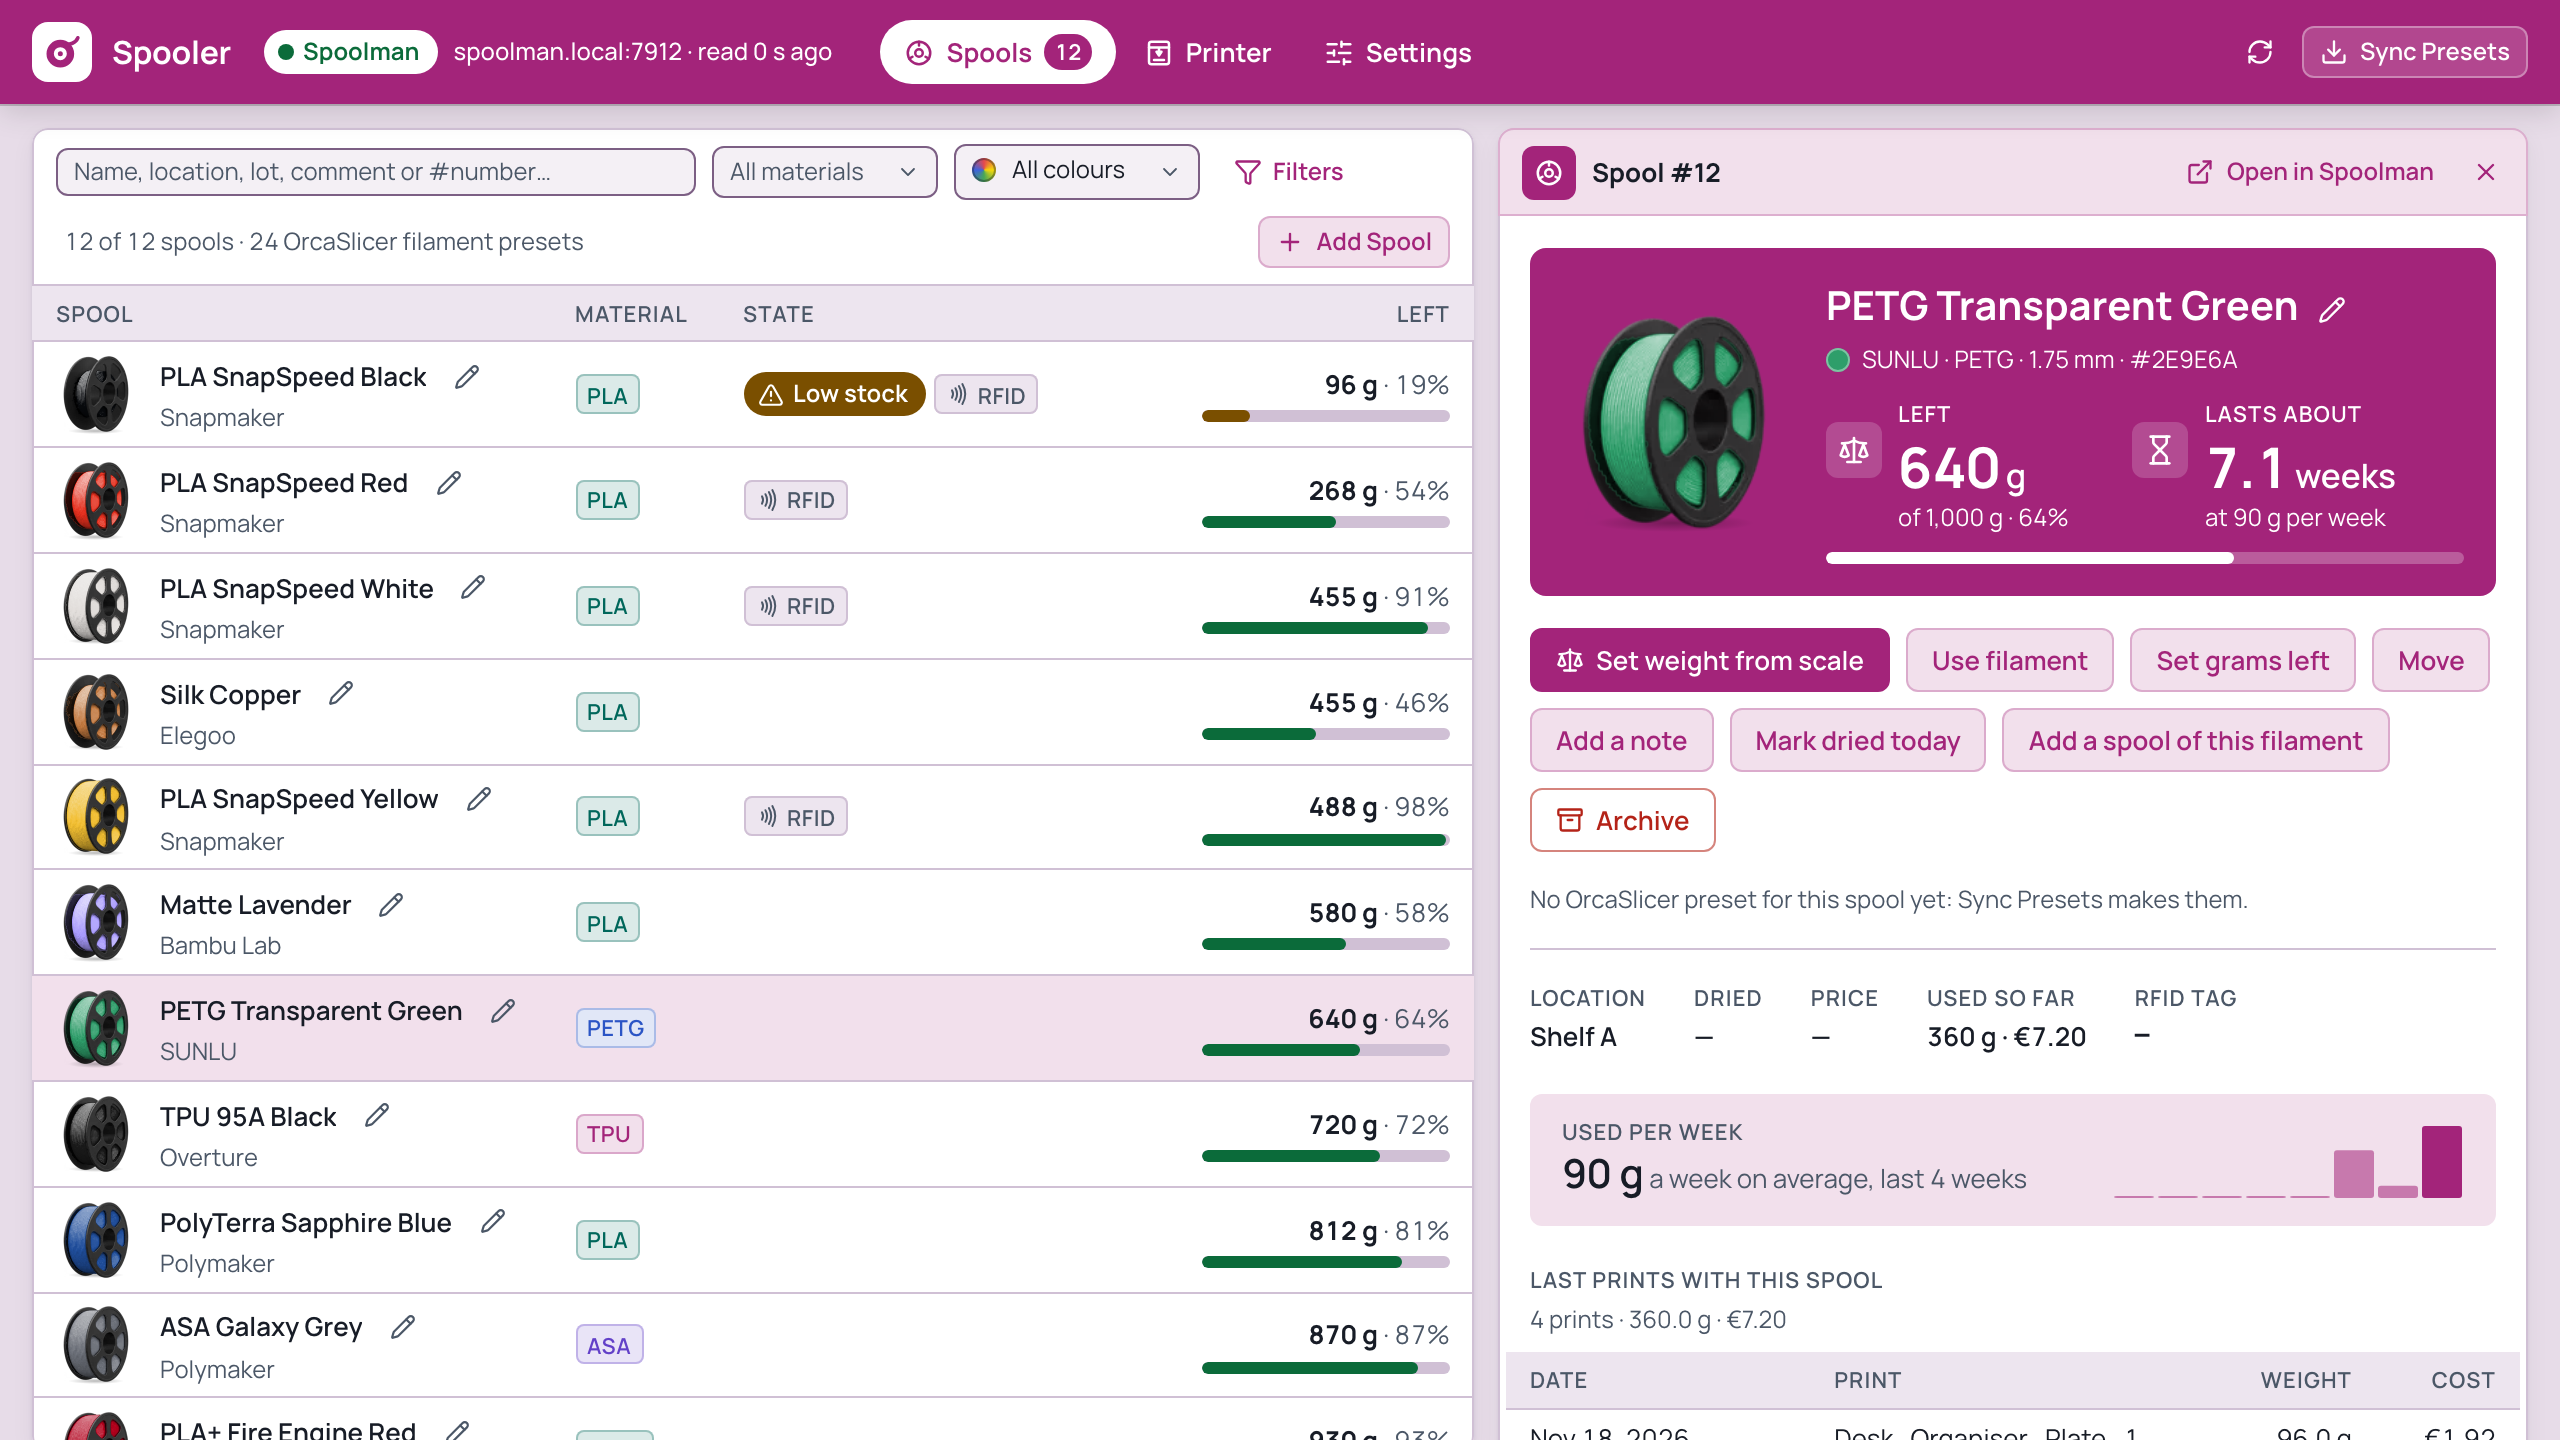 Spooler
Spoolman
spoolman.local:7912 · read 0 s ago
Spools 12
Printer
Settings
Sync Presets
Name, location, lot, comment or #number...
All materials
All colours
Filters
12 of 12 spools · 24 OrcaSlicer filament presets
Add Spool
SPOOL MATERIAL STATE LEFT
PLA SnapSpeed Black
Snapmaker
PLA
Low stock
RFID
96 g · 19%
PLA SnapSpeed Red
Snapmaker
PLA
RFID
268 g · 54%
PLA SnapSpeed White
Snapmaker
PLA
RFID
455 g · 91%
Silk Copper
Elegoo
PLA
455 g · 46%
PLA SnapSpeed Yellow
Snapmaker
PLA
RFID
488 g · 98%
Matte Lavender
Bambu Lab
PLA
580 g · 58%
PETG Transparent Green
SUNLU
PETG
640 g · 64%
TPU 95A Black
Overture
TPU
720 g · 72%
PolyTerra Sapphire Blue
Polymaker
PLA
812 g · 81%
ASA Galaxy Grey
Polymaker
ASA
870 g · 87%
PLA+ Fire Engine Red
930 g · 93%
Spool #12
Open in Spoolman
PETG Transparent Green
SUNLU · PETG · 1.75 mm · #2E9E6A
LEFT
640 g
of 1,000 g · 64%
LASTS ABOUT
7.1 weeks
at 90 g per week
Set weight from scale
Use filament
Set grams left
Move
Add a note
Mark dried today
Add a spool of this filament
Archive
No OrcaSlicer preset for this spool yet: Sync Presets makes them.
LOCATION DRIED PRICE USED SO FAR RFID TAG
Shelf A – – 360 g · €7.20 –
USED PER WEEK
90 g a week on average, last 4 weeks
LAST PRINTS WITH THIS SPOOL
4 prints · 360.0 g · €7.20
DATE PRINT WEIGHT COST
Nov 18, 2026 Desk_Organiser_Plate_1 96.0 g €1.92